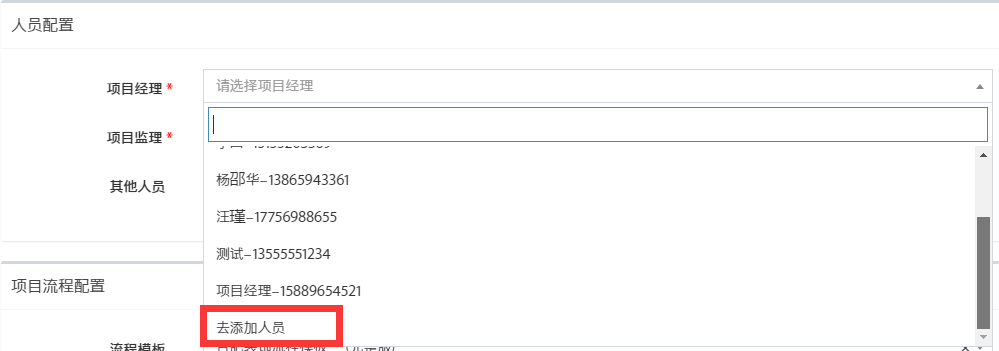 人员配置
项目经理 *
请选择项目经理
项目监理 *
其他人员
杨邵华-13865943361
汪瑾-17756988655
测试-13555551234
项目经理-15889654521
去添加人员
项目流程配置
流程模板